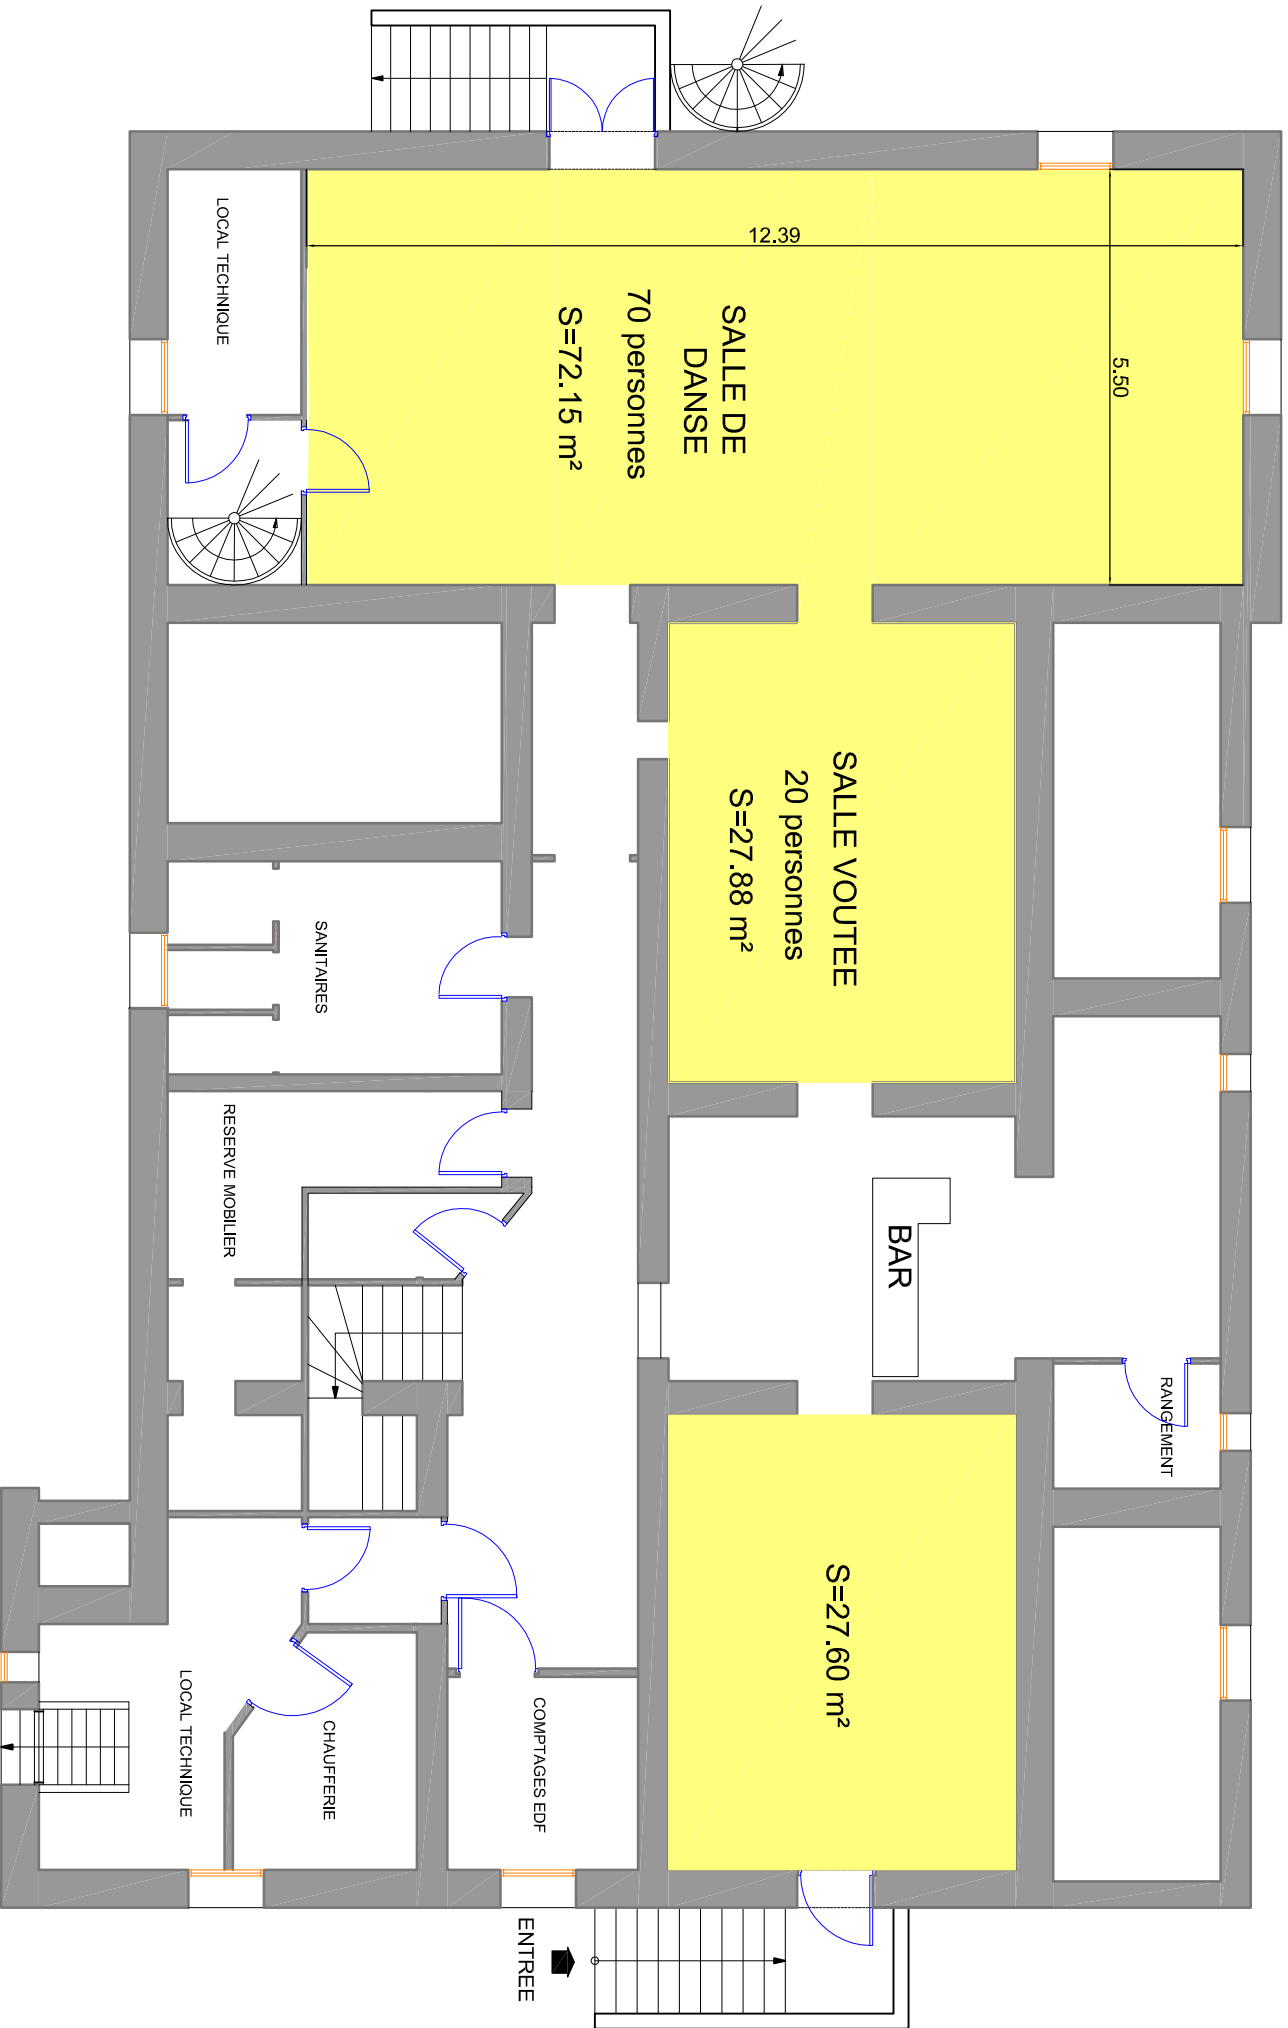 LOCAL TECHNIQUE
12.39
5.50
SALLE DE
DANSE
70 personnes
S=72.15 m²
SALLE VOUTEE
20 personnes
S=27.88 m²
SANITAIRES
RESERVE MOBILIER
BAR
RANGEMENT
S=27.60 m²
LOCAL TECHNIQUE
CHAUFFERIE
COMPTAGES EDF
ENTREE